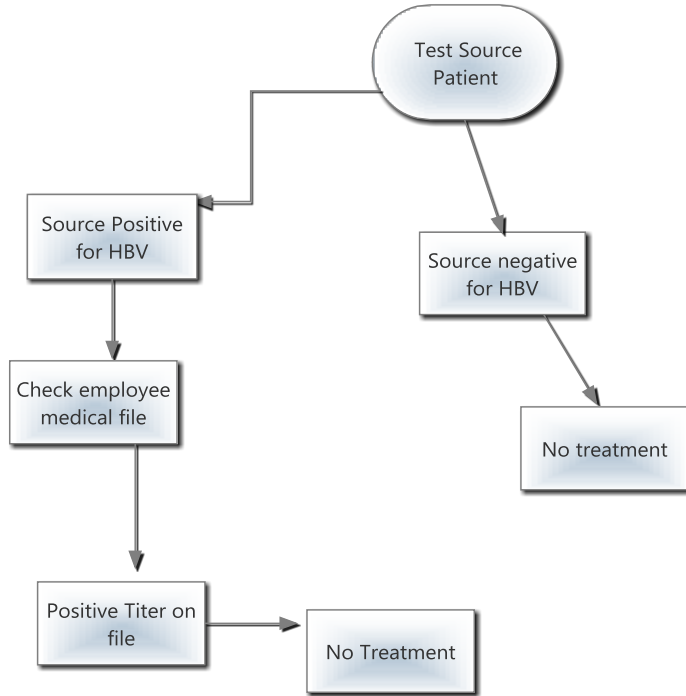 Test Source
Patient
Source Positive
for HBV
Source negative
for HBV
Check employee
medical file
No treatment
Positive Titer on
file
No Treatment